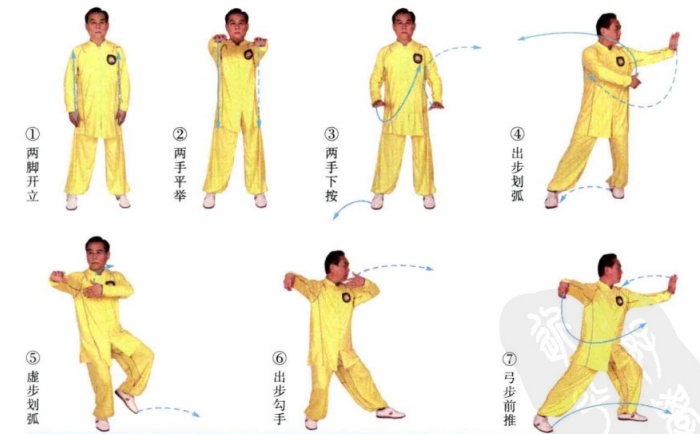 ① 两脚开立
② 两手平举
③ 两手下按
④ 出步划弧
⑤ 虚步划弧
⑥ 出步勾手
⑦ 弓步前推